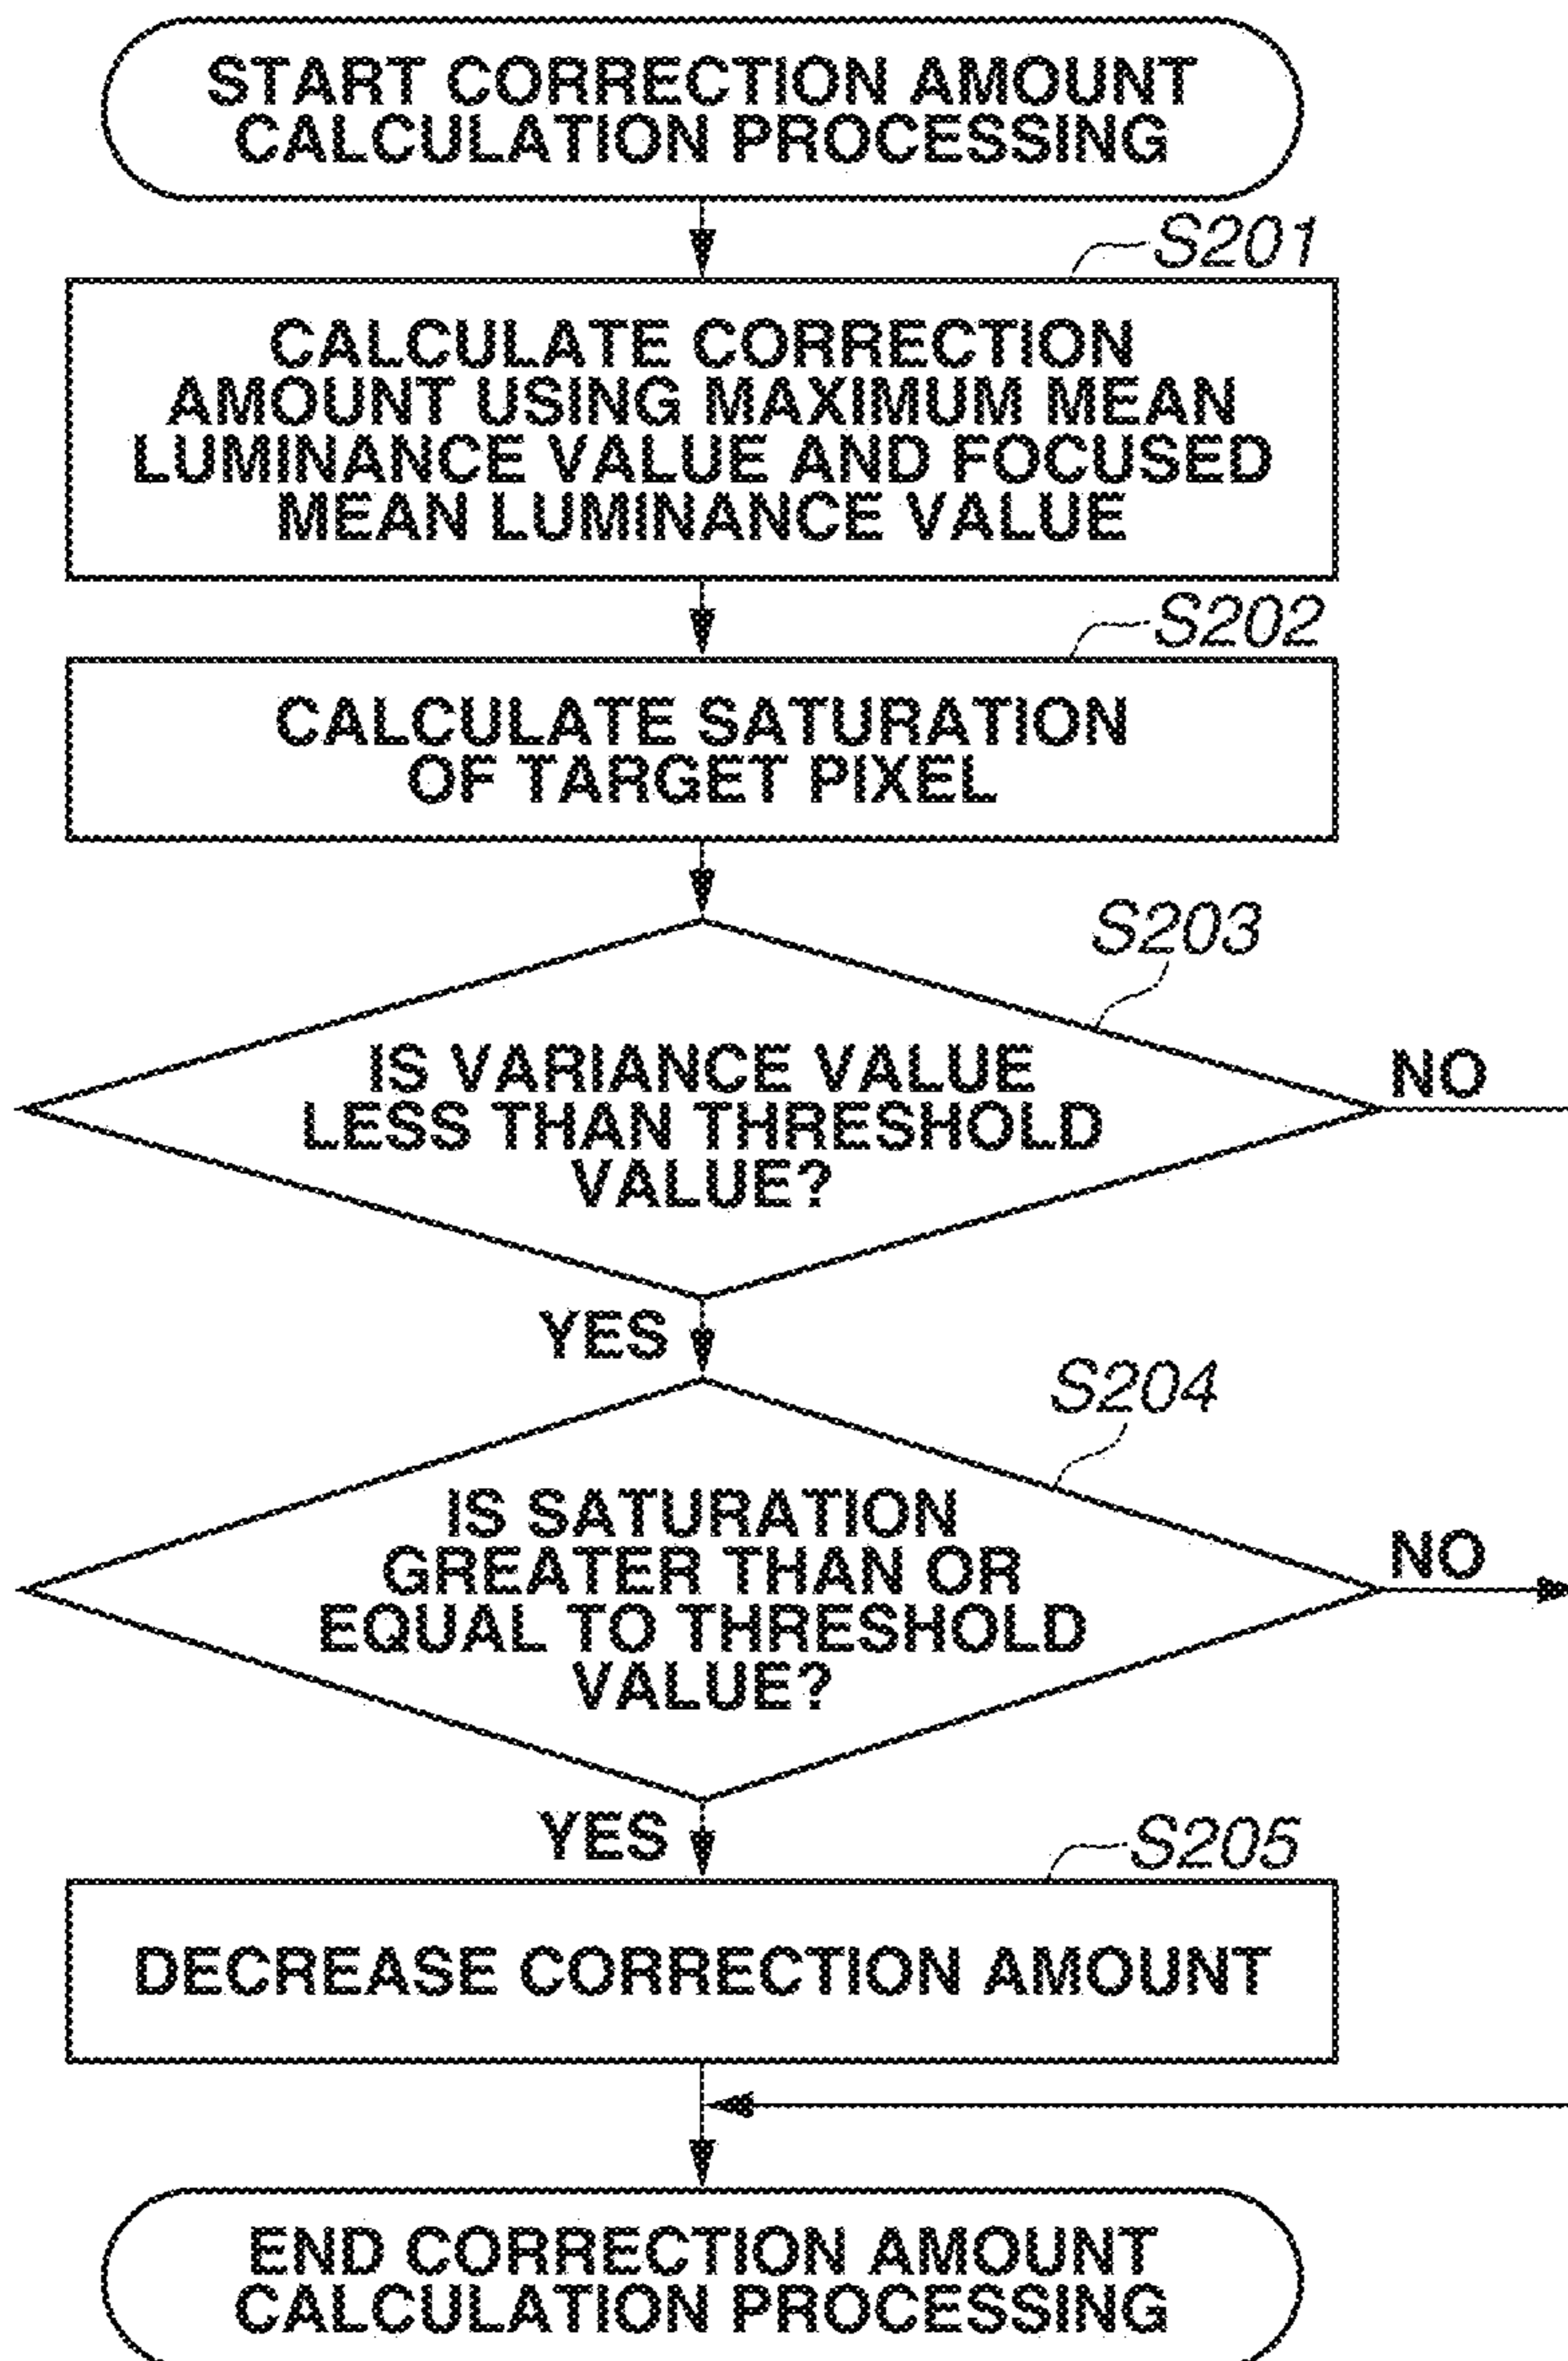 START CORRECTION AMOUNT
CALCULATION PROCESSING
S201
CALCULATE CORRECTION
AMOUNT USING MAXIMUM MEAN
LUMINANCE VALUE AND FOCUSED
MEAN LUMINANCE VALUE
S202
CALCULATE SATURATION
OF TARGET PIXEL
S203
IS VARIANCE VALUE
LESS THAN THRESHOLD
VALUE?
NO
YES
S204
IS SATURATION
GREATER THAN OR
EQUAL TO THRESHOLD
VALUE?
NO
YES
S205
DECREASE CORRECTION AMOUNT
END CORRECTION AMOUNT
CALCULATION PROCESSING